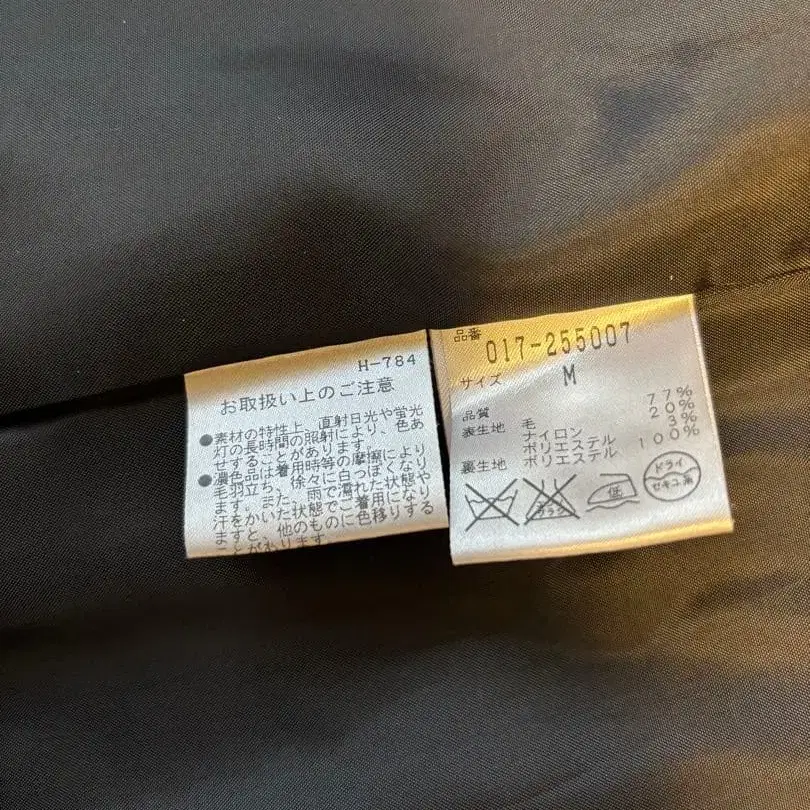 H-784
お取扱い上のご注意
●素材の特性上、直射日光や蛍光
灯の長時間の照射により、色あ
せすることがあります。
●濃色品は着用時等の摩擦により
毛羽立ち、徐々に白っぽくなり
ます。また、雨で濡れた状態や
汗をかいた状態でご着用になり
ますと、他のものに色移りする
ことがあります。
品番
017-255007
サイズ M
品質
表生地 毛 77%
ナイロン 20%
ポリエステル 3%
裏生地 ポリエステル 100%
低
ドライ
セキユ系